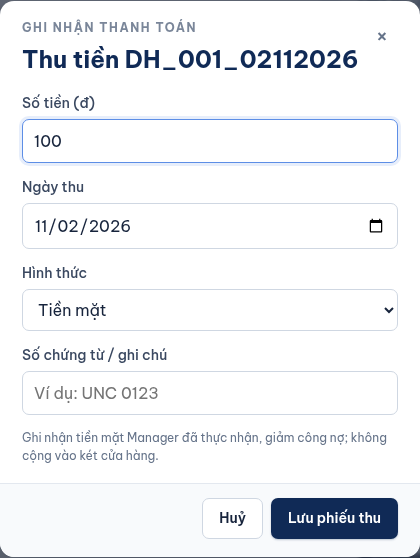 GHI NHẬN THANH TOÁN
×
Thu tiền DH_001_02112026
Số tiền (đ)
100
Ngày thu
11/02/2026
Hình thức
Tiền mặt
Số chứng từ / ghi chú
Ví dụ: UNC 0123
Ghi nhận tiền mặt Manager đã thực nhận, giảm công nợ; không
cộng vào két cửa hàng.
Huỷ
Lưu phiếu thu